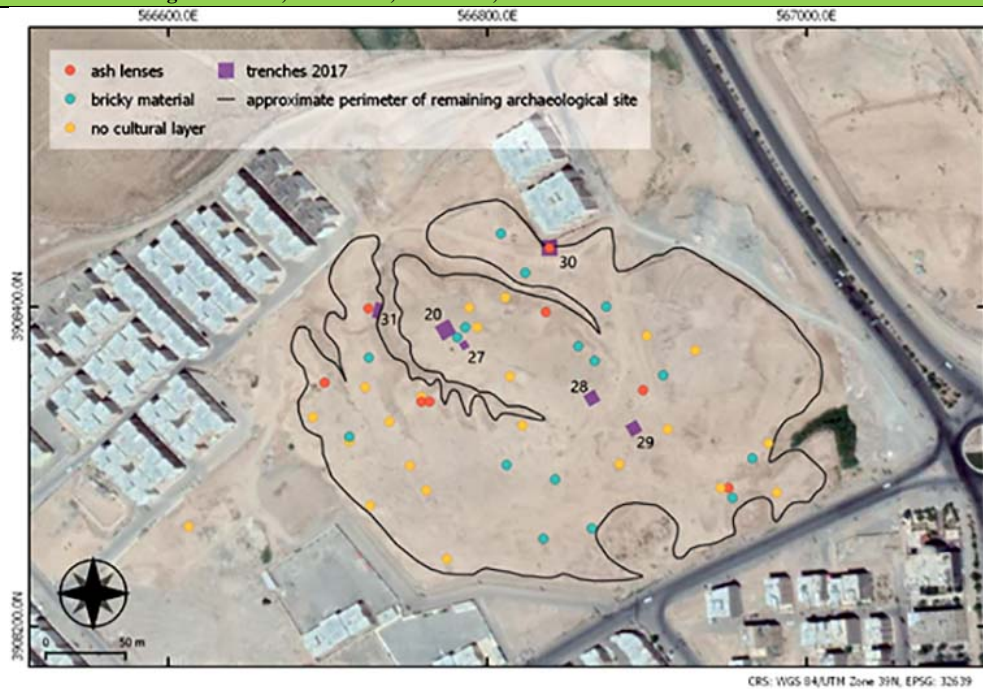 566600.0E 566800.0E 567000.0E
ash lenses
bricky material
no cultural layer
trenches 2017
approximate perimeter of remaining archaeological site
30
31
20
27
28
29
3908400.0N
3908200.0N
0 50 m
CRS: WGS 84/UTM Zone 39N, EPSG: 32639